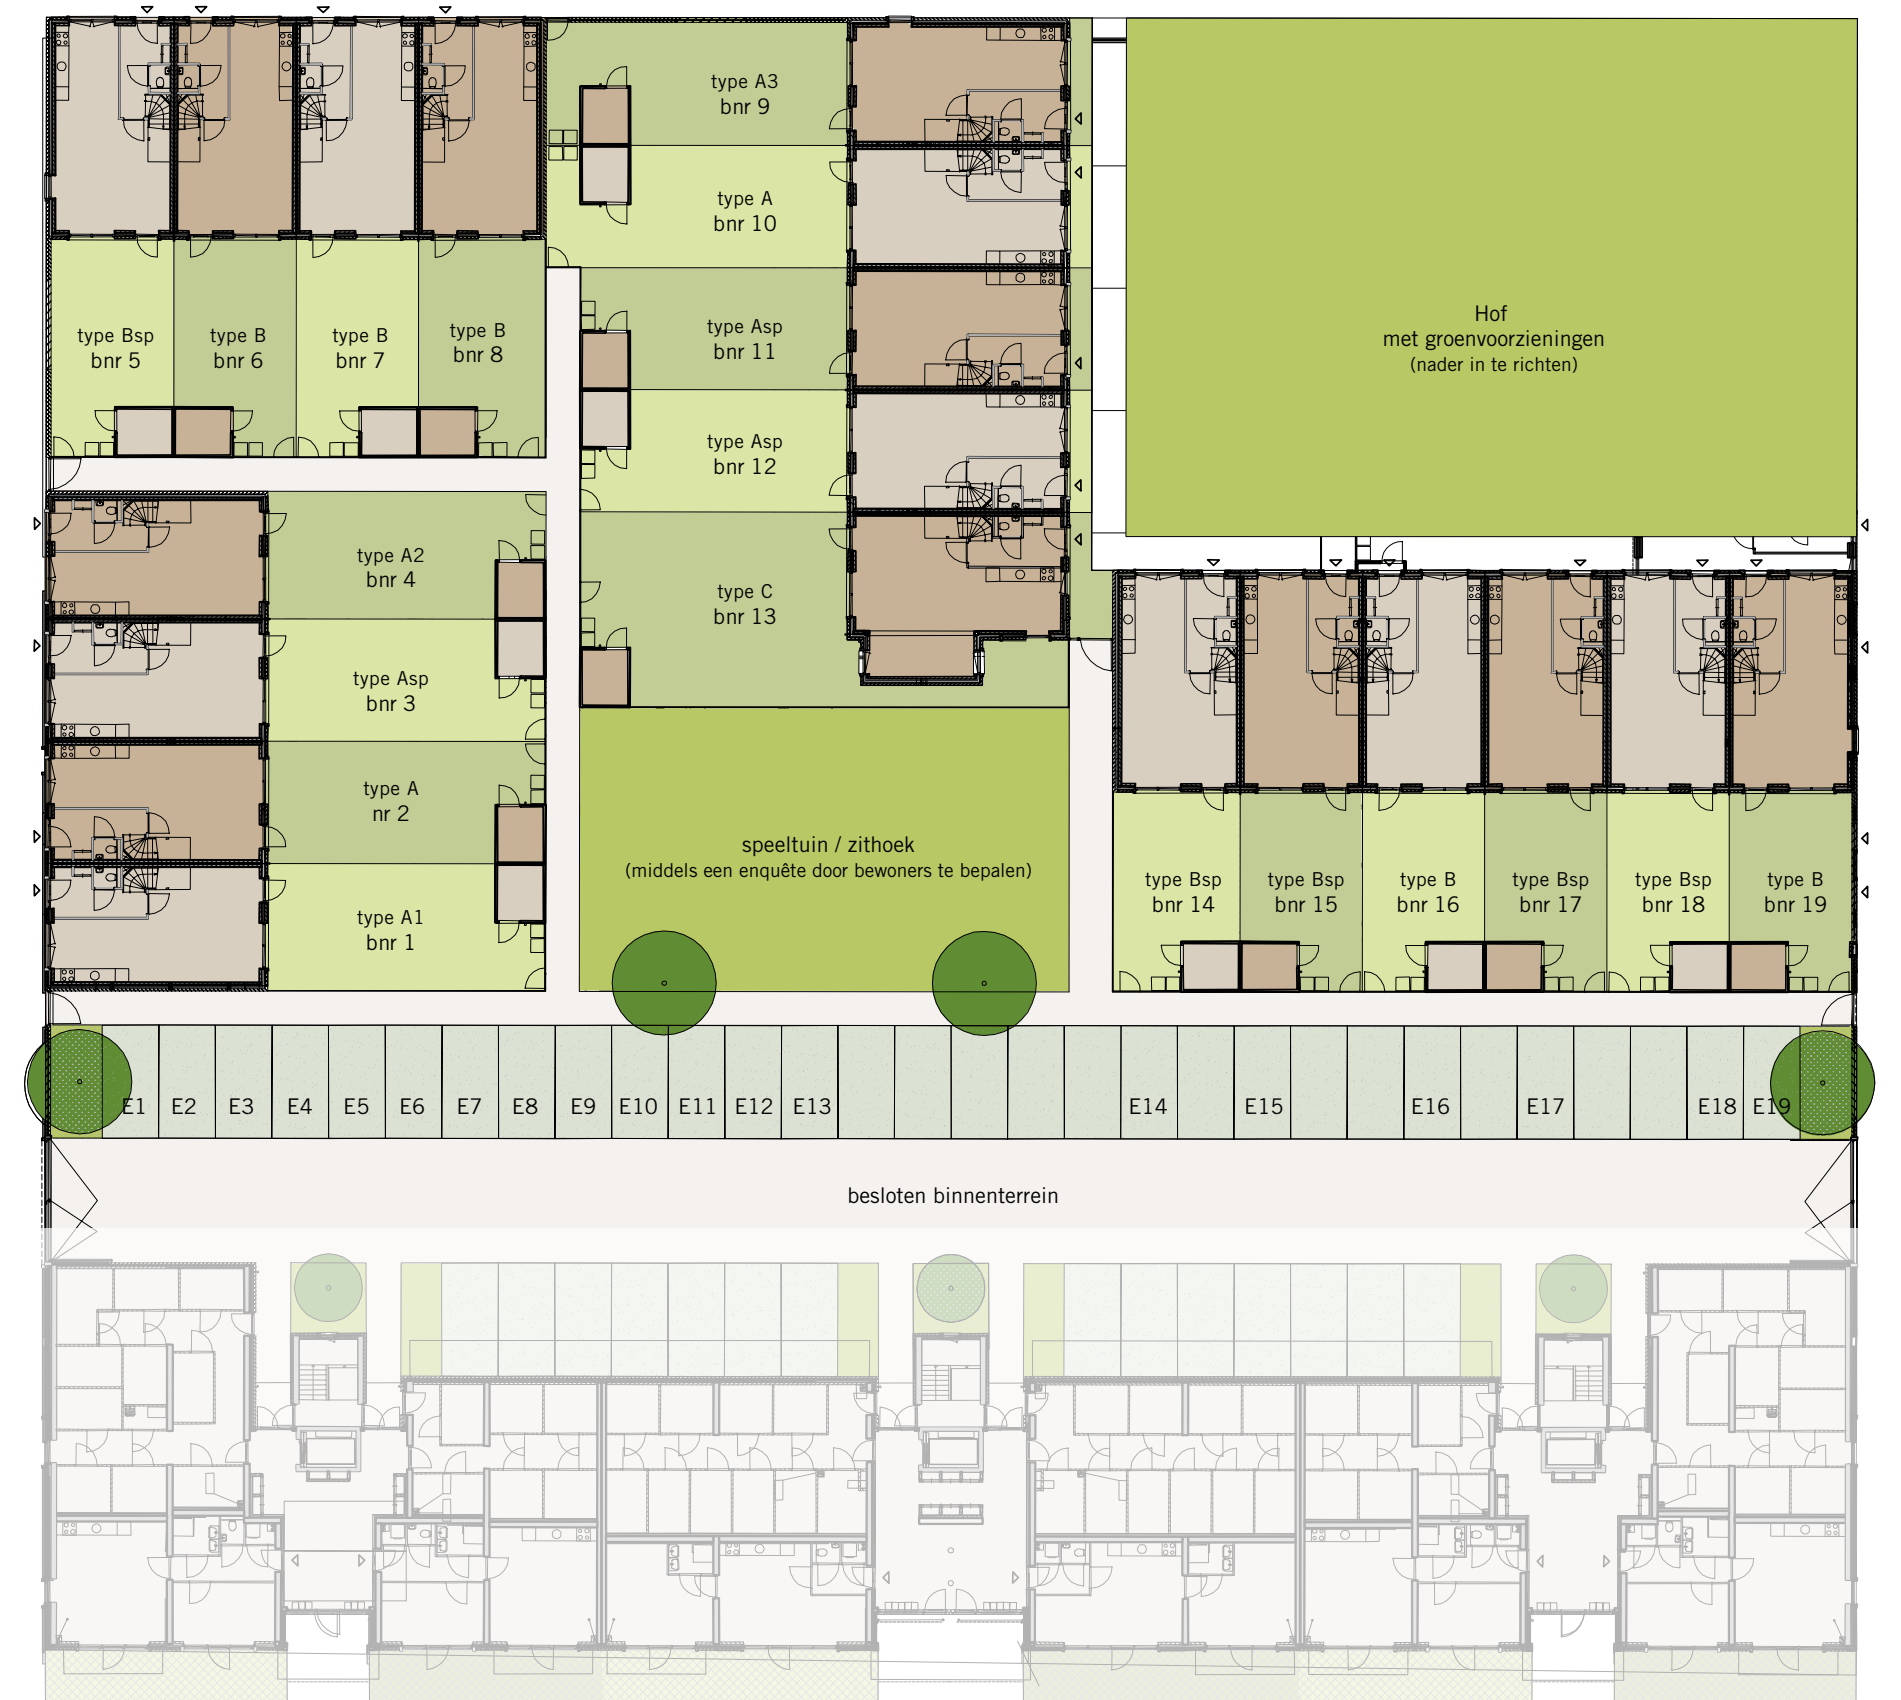 type A3
bnr 9
type A
bnr 10
type Bsp
bnr 5
type B
bnr 6
type B
bnr 7
type B
bnr 8
type Asp
bnr 11
Hof
met groenvoorzieningen
(nader in te richten)
type Asp
bnr 12
type A2
bnr 4
type C
bnr 13
type Asp
bnr 3
type A
nr 2
speeltuin / zithoek
(middels een enquête door bewoners te bepalen)
type A1
bnr 1
type Bsp
bnr 14
type Bsp
bnr 15
type B
bnr 16
type Bsp
bnr 17
type Bsp
bnr 18
type B
bnr 19
E1 E2 E3 E4 E5 E6 E7 E8 E9 E10 E11 E12 E13 E14 E15 E16 E17 E18 E19
besloten binnenterrein